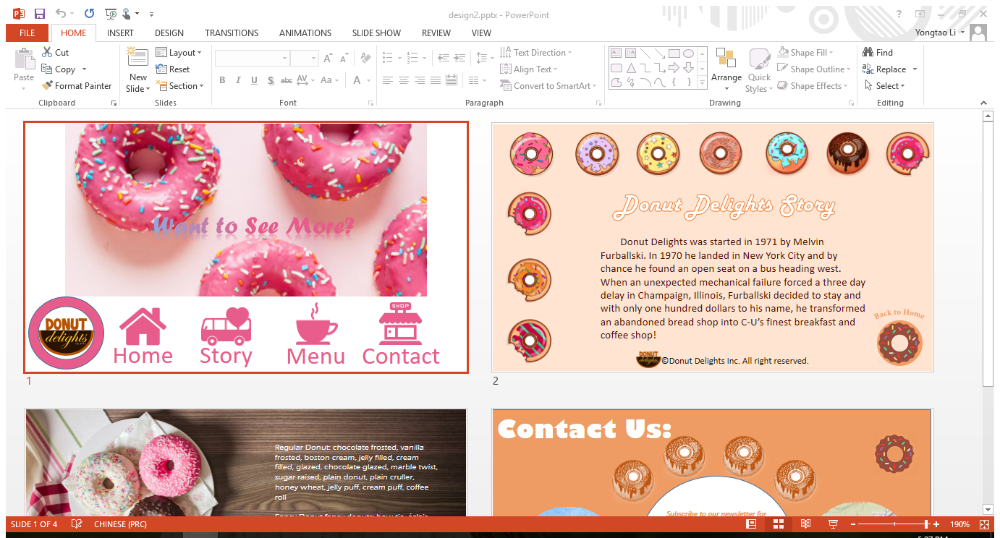 design2.pptx - PowerPoint
?
FILE
HOME
INSERT
DESIGN
TRANSITIONS
ANIMATIONS
SLIDE SHOW
REVIEW
VIEW
Yongtao Li
Paste
Cut
Copy
Format Painter
Clipboard
New
Slide
Layout
Reset
Section
Slides
B I U S abc AV Aa A
Font
Text Direction
Align Text
Convert to SmartArt
Paragraph
Arrange
Quick
Styles
Shape Fill
Shape Outline
Shape Effects
Drawing
Find
Replace
Select
Editing
Want to See More?
DONUT
delights
Home
Story
Menu
SHOP
Contact
1
Donut Delights Story
Donut Delights was started in 1971 by Melvin
Furballski. In 1970 he landed in New York City and by
chance he found an open seat on a bus heading west.
When an unexpected mechanical failure forced a three day
delay in Champaign, Illinois, Furballski decided to stay and
with only one hundred dollars to his name, he transformed
an abandoned bread shop into C-U’s finest breakfast and
coffee shop!
Back to Home
DONUT
delights
©Donut Delights Inc. All right reserved.
2
Regular Donut: chocolate frosted, vanilla
frosted, boston cream, jelly filled, cream
filled, glazed, chocolate glazed, marble twist,
sugar raised, plain donut, plain cruller,
honey wheat, jelly puff, cream puff, coffee
roll
Contact Us:
Subscribe to our newsletter for
SLIDE 1 OF 4
CHINESE (PRC)
190%